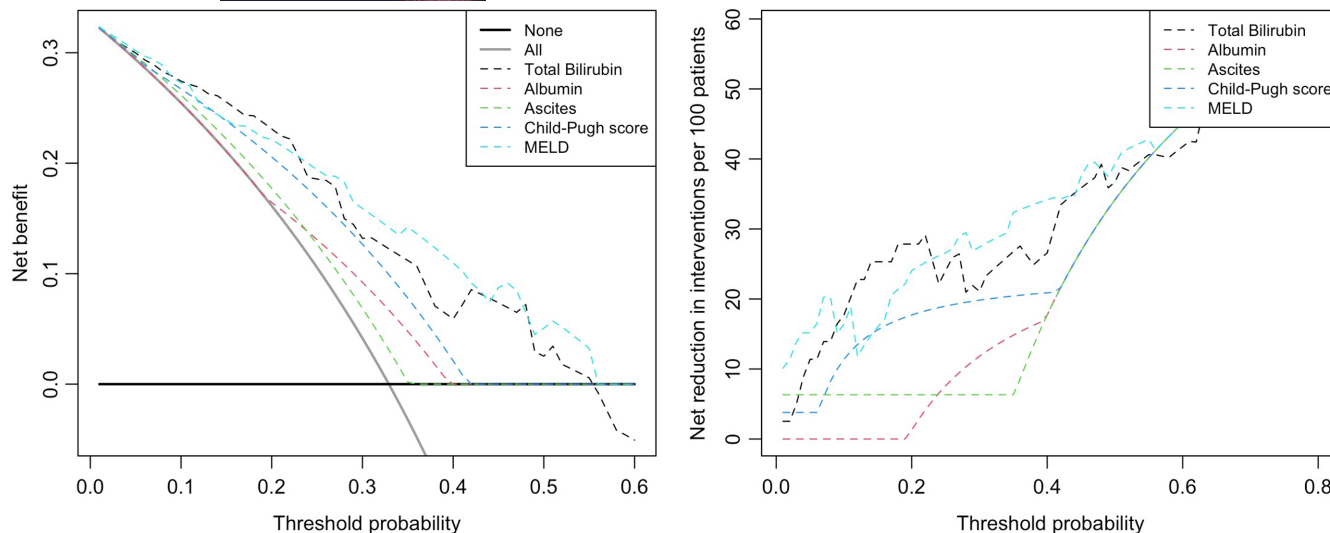 None
All
Total Bilirubin
Albumin
Ascites
Child-Pugh score
MELD
Net benefit
0.3
0.2
0.1
0.0
0.0 0.1 0.2 0.3 0.4 0.5 0.6
Threshold probability
Total Bilirubin
Albumin
Ascites
Child-Pugh score
MELD
Net reduction in interventions per 100 patients
60
50
40
30
20
10
0
0.0 0.2 0.4 0.6 0.8
Threshold probability